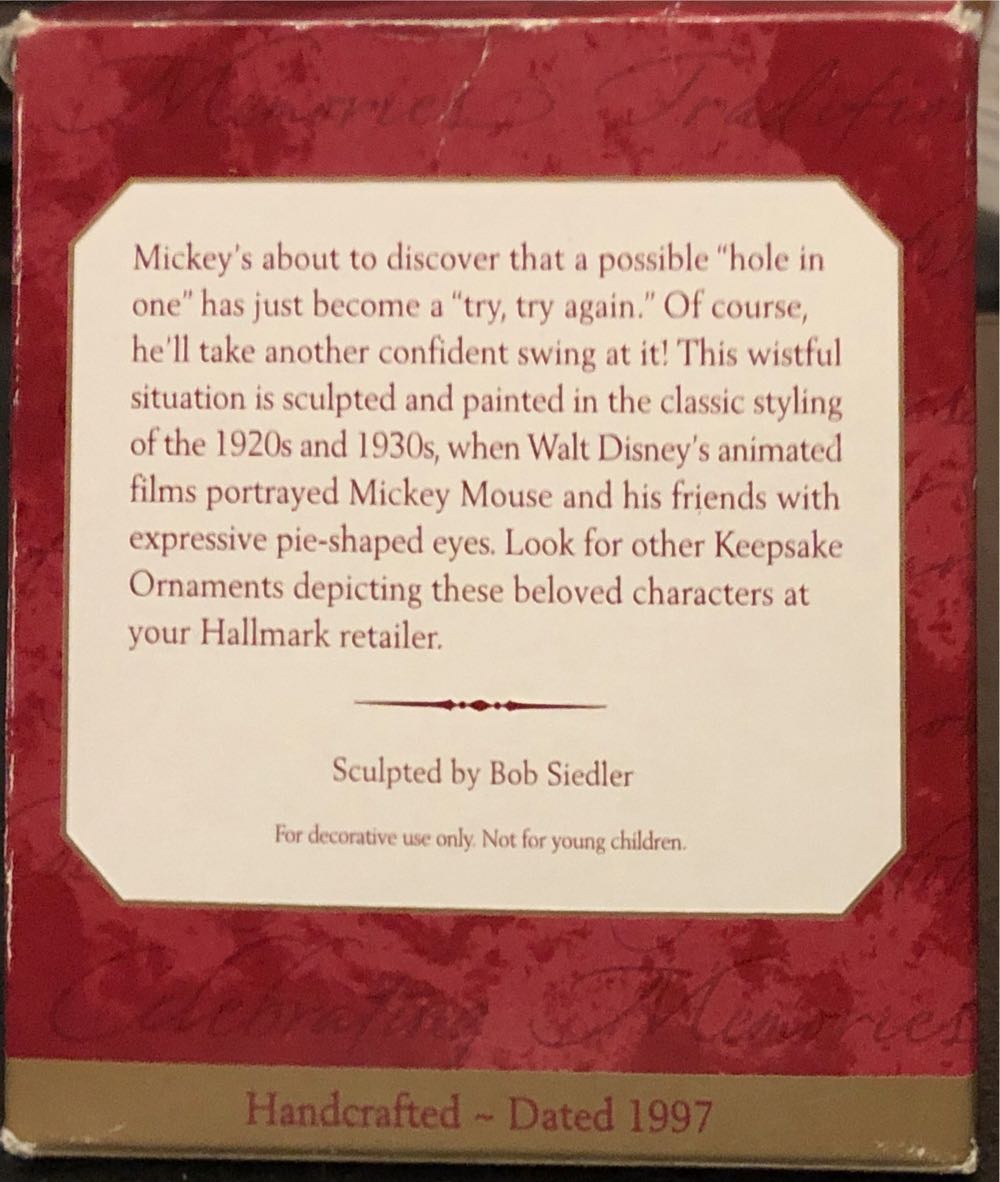 Memories & Tradition
Mickey's about to discover that a possible "hole in
one" has just become a "try, try again." Of course,
he'll take another confident swing at it! This wistful
situation is sculpted and painted in the classic styling
of the 1920s and 1930s, when Walt Disney's animated
films portrayed Mickey Mouse and his friends with
expressive pie-shaped eyes. Look for other Keepsake
Ornaments depicting these beloved characters at
your Hallmark retailer.
Sculpted by Bob Siedler
For decorative use only. Not for young children.
Celebrating Memories
Handcrafted ~ Dated 1997